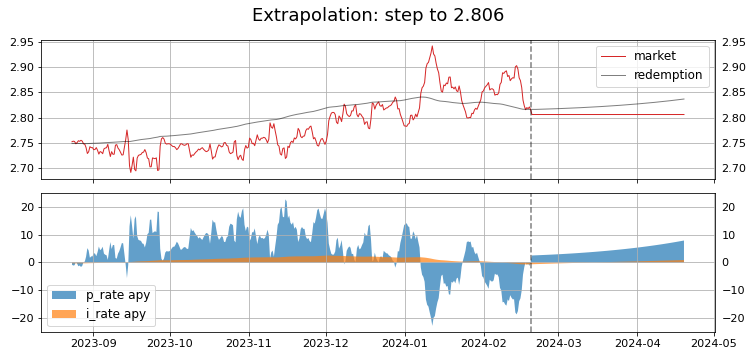 Extrapolation: step to 2.806
2.95 2.95
2.90 2.90
2.85 2.85
2.80 2.80
2.75 2.75
2.70 2.70
market
redemption
20 20
10 10
0 0
−10 −10
−20 −20
p_rate apy
i_rate apy
2023-09 2023-10 2023-11 2023-12 2024-01 2024-02 2024-03 2024-04 2024-05